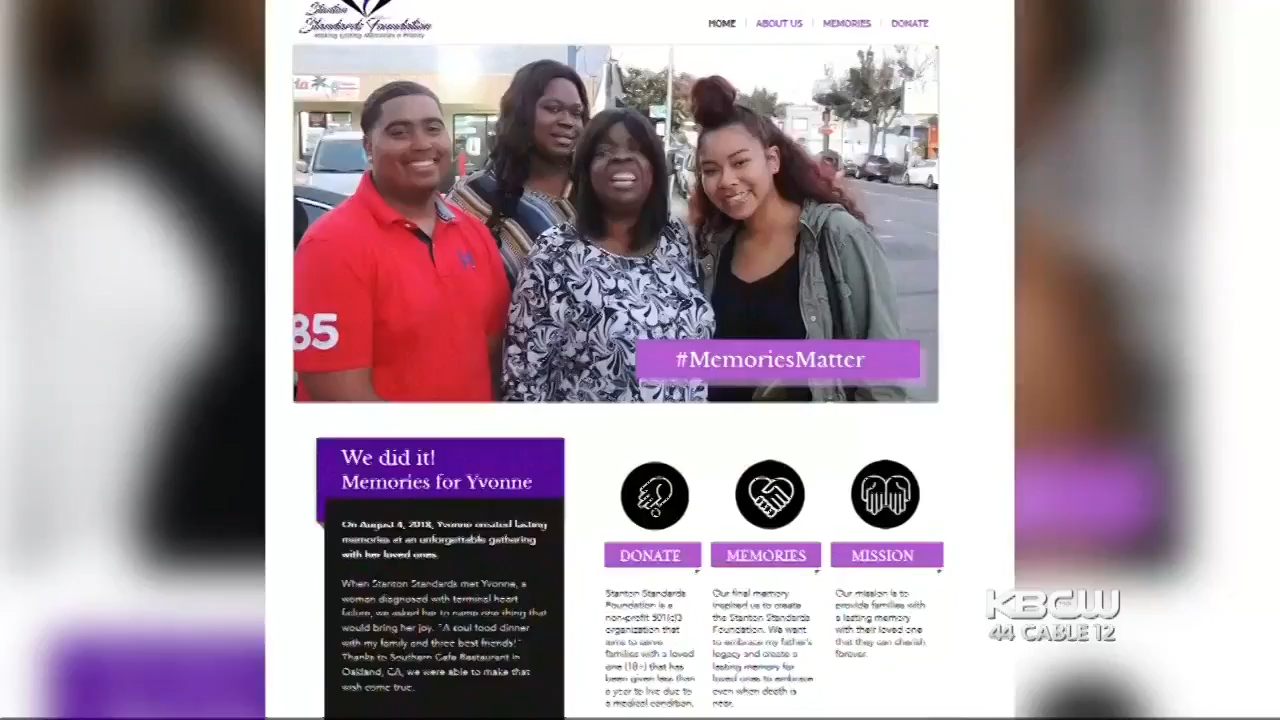 Stanton
Standards Foundation
Making Lasting Memories a Priority
HOME
ABOUT US
MEMORIES
DONATE
85
#MemoriesMatter
We did it!
Memories for Yvonne
On August 4, 2018, Yvonne created lasting
memories at an unforgettable gathering
with her loved ones.
When Stanton Standards met Yvonne, a
woman diagnosed with terminal heart
failure, we asked her to name one thing that
would bring her joy. "A soul food dinner
with my family and three best friends!"
Thanks to Southern Cafe Restaurant in
Oakland, CA, we were able to make that
wish come true.
DONATE
Stanton Standards
Foundation is a
non-profit 501(c)3
organization that
aims to serve
families with a loved
one (18+) that has
been given less than
a year to live due to
a medical condition.
MEMORIES
Our final memory
inspired us to create
the Stanton Standards
Foundation. We want
to embrace my father's
legacy and create a
lasting memory for
loved ones to embrace
even when death is
near.
MISSION
Our mission is to
provide families with
a lasting memory
with their loved one
that they can cherish
forever.
KBCW
44 CABLE 12